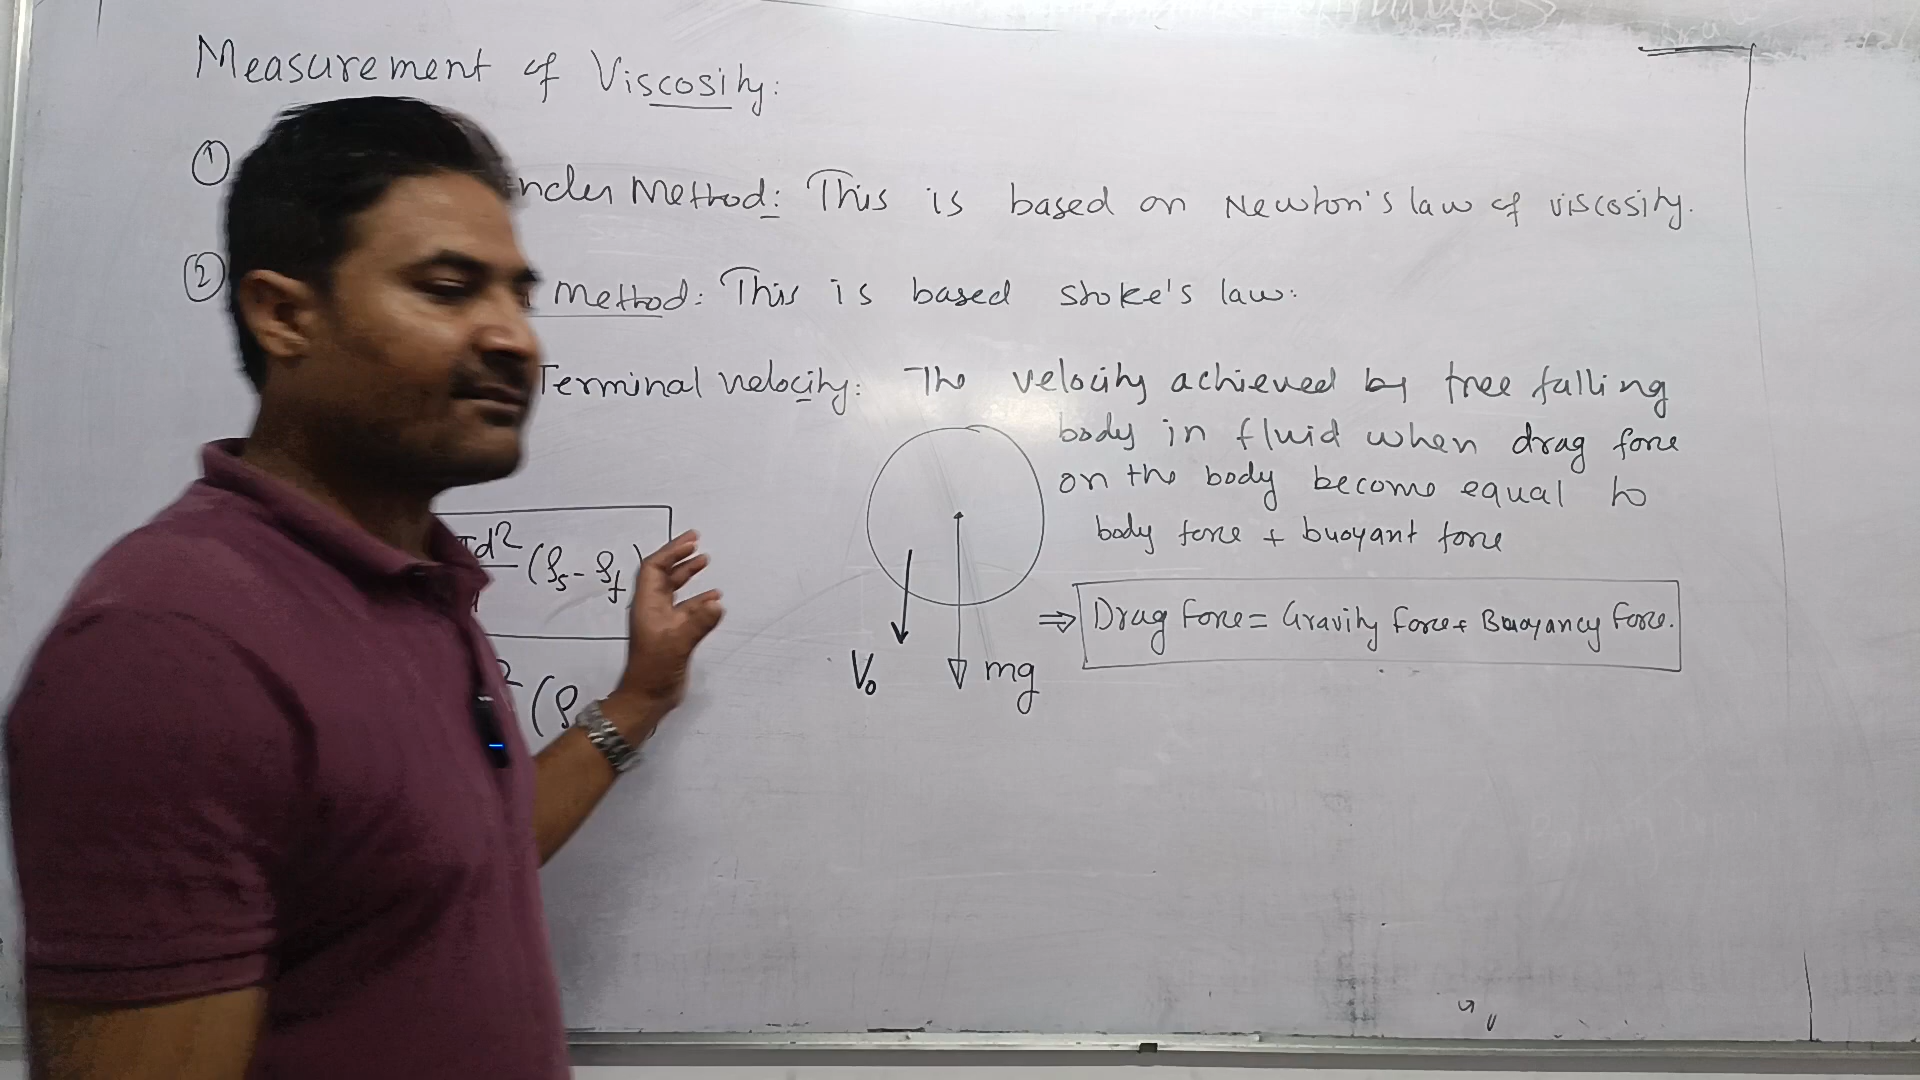 Measurement of Viscosity:
① Method: This is based on Newton's law of viscosity.
② Method: This is based stoke's law:
Terminal velocity: The velocity achieved by free falling
body in fluid when drag force
on the body become equal to
body force + buoyant force
πd² (ρs - ρf)
⇒ Drag Force = Gravity Force + Buoyancy Force.
V₀
mg
² (ρ